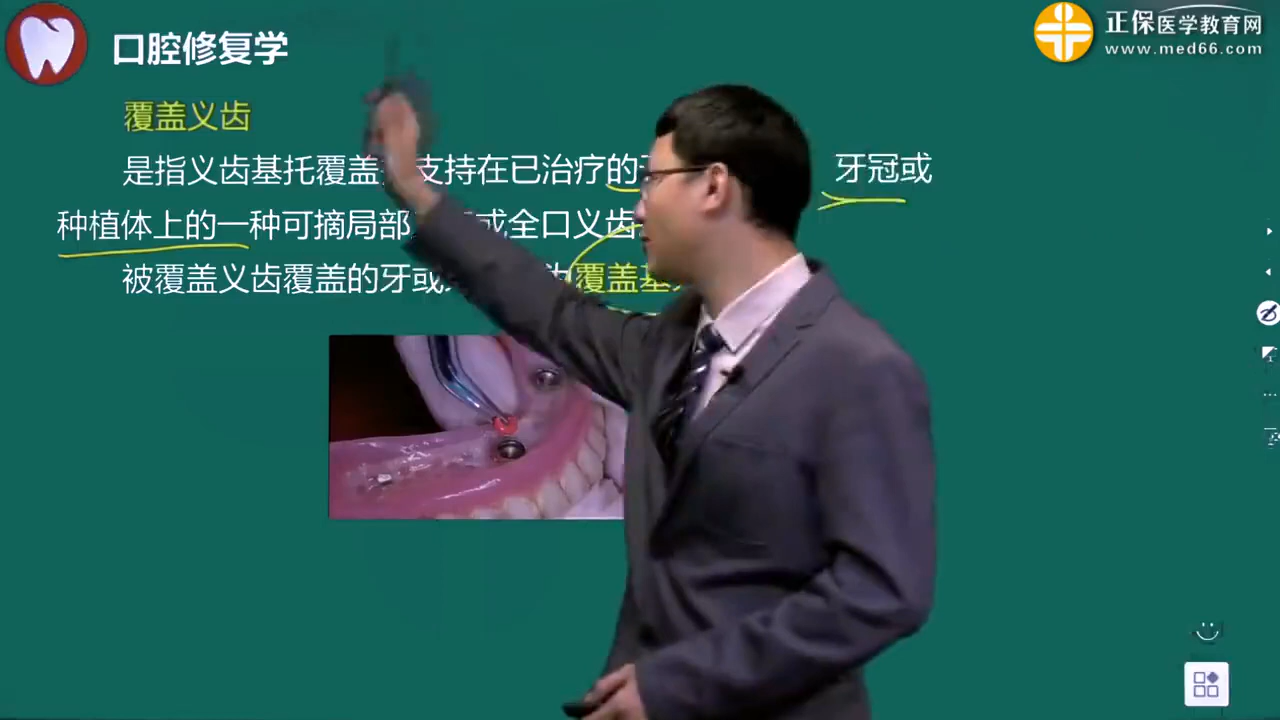 口腔修复学
正保医学教育网
www.med66.com
覆盖义齿
是指义齿基托覆盖 支持在已治疗的 牙冠或
种植体上的一种可摘局部 或全口义齿
被覆盖义齿覆盖的牙或 覆盖基